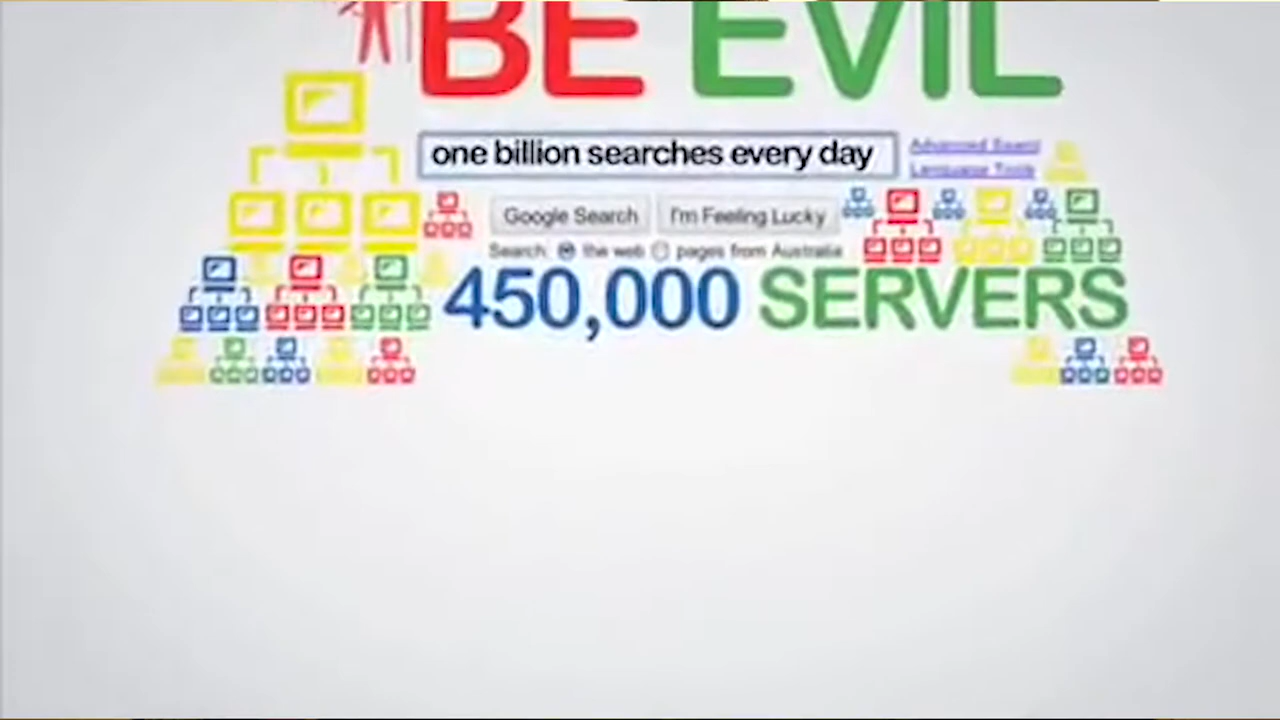 BE EVIL
one billion searches every day
Advanced Search
Language Tools
Google Search I'm Feeling Lucky
Search: the web pages from Australia
450,000 SERVERS